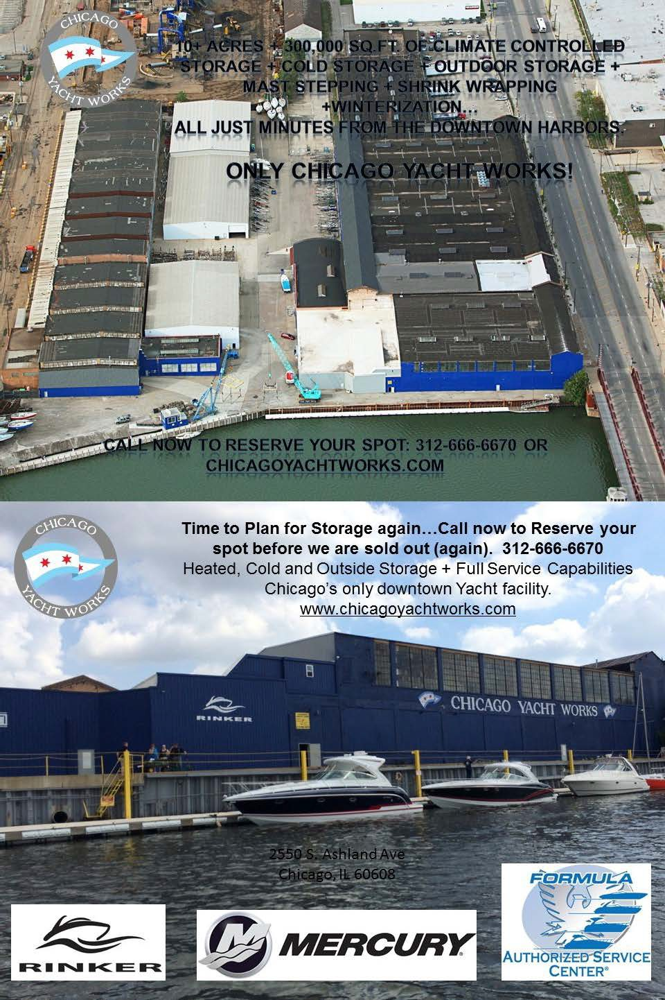 CHICAGO
YACHT WORKS
10+ ACRES + 300,000 SQ.FT. OF CLIMATE CONTROLLED
STORAGE + COLD STORAGE + OUTDOOR STORAGE +
MAST STEPPING + SHRINK WRAPPING
+WINTERIZATION...
ALL JUST MINUTES FROM THE DOWNTOWN HARBORS.
ONLY CHICAGO YACHT WORKS!
CALL NOW TO RESERVE YOUR SPOT: 312-666-6670 OR
CHICAGOYACHTWORKS.COM
CHICAGO
YACHT WORKS
Time to Plan for Storage again…Call now to Reserve your
spot before we are sold out (again). 312-666-6670
Heated, Cold and Outside Storage + Full Service Capabilities
Chicago’s only downtown Yacht facility.
www.chicagoyachtworks.com
RINKER
CHICAGO YACHT WORKS
2550 S. Ashland Ave
Chicago, IL 60608
RINKER
MERCURY
FORMULA
AUTHORIZED SERVICE
CENTER®